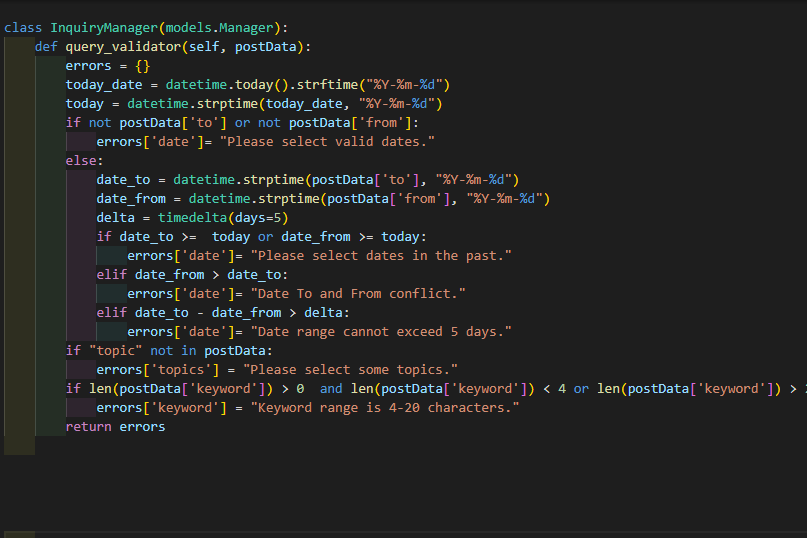 class InquiryManager(models.Manager):
    def query_validator(self, postData):
        errors = {}
        today_date = datetime.today().strftime("%Y-%m-%d")
        today = datetime.strptime(today_date, "%Y-%m-%d")
        if not postData['to'] or not postData['from']:
            errors['date']= "Please select valid dates."
        else:
            date_to = datetime.strptime(postData['to'], "%Y-%m-%d")
            date_from = datetime.strptime(postData['from'], "%Y-%m-%d")
            delta = timedelta(days=5)
            if date_to >=  today or date_from >= today:
                errors['date']= "Please select dates in the past."
            elif date_from > date_to:
                errors['date']= "Date To and From conflict."
            elif date_to - date_from > delta:
                errors['date']= "Date range cannot exceed 5 days."
        if "topic" not in postData:
            errors['topics'] = "Please select some topics."
        if len(postData['keyword']) > 0  and len(postData['keyword']) < 4 or len(postData['keyword']) >
            errors['keyword'] = "Keyword range is 4-20 characters."
        return errors